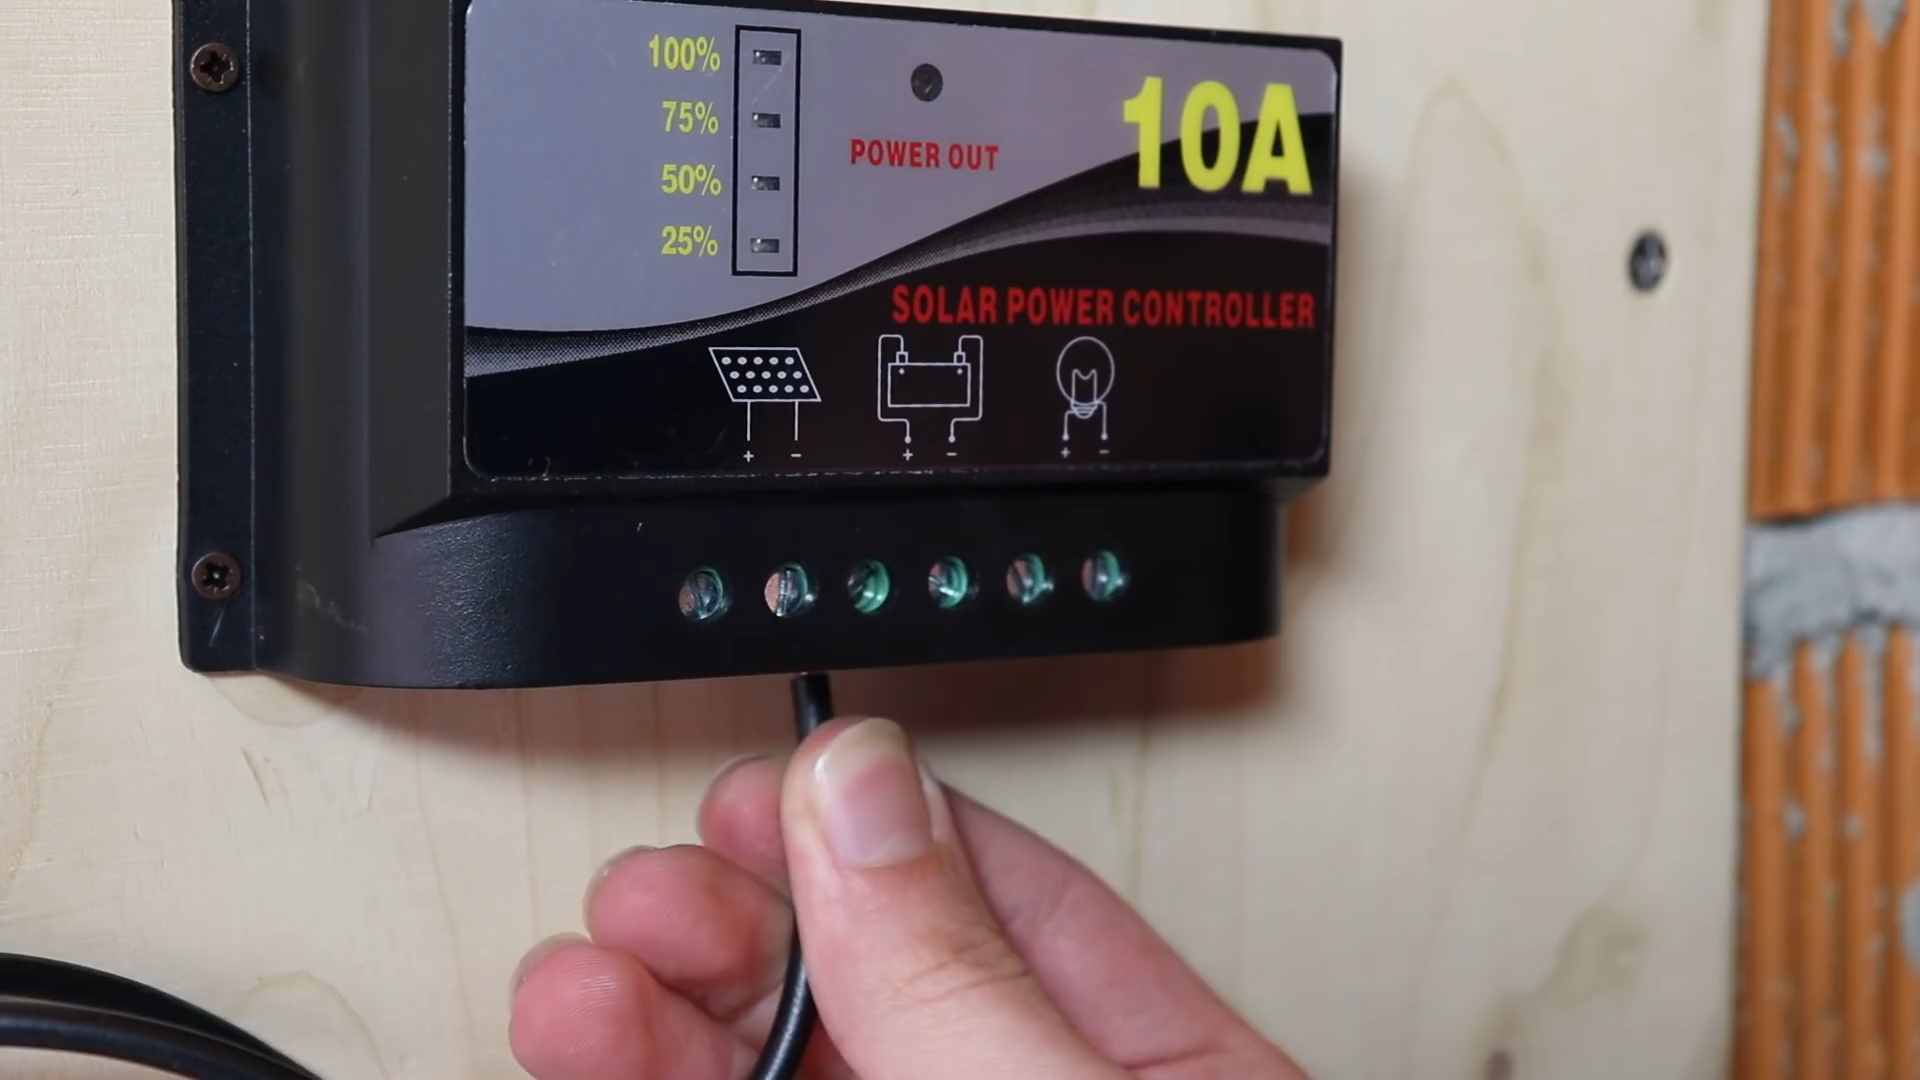 100%
75%
50%
25%
POWER OUT
10A
SOLAR POWER CONTROLLER
+ − + − + −